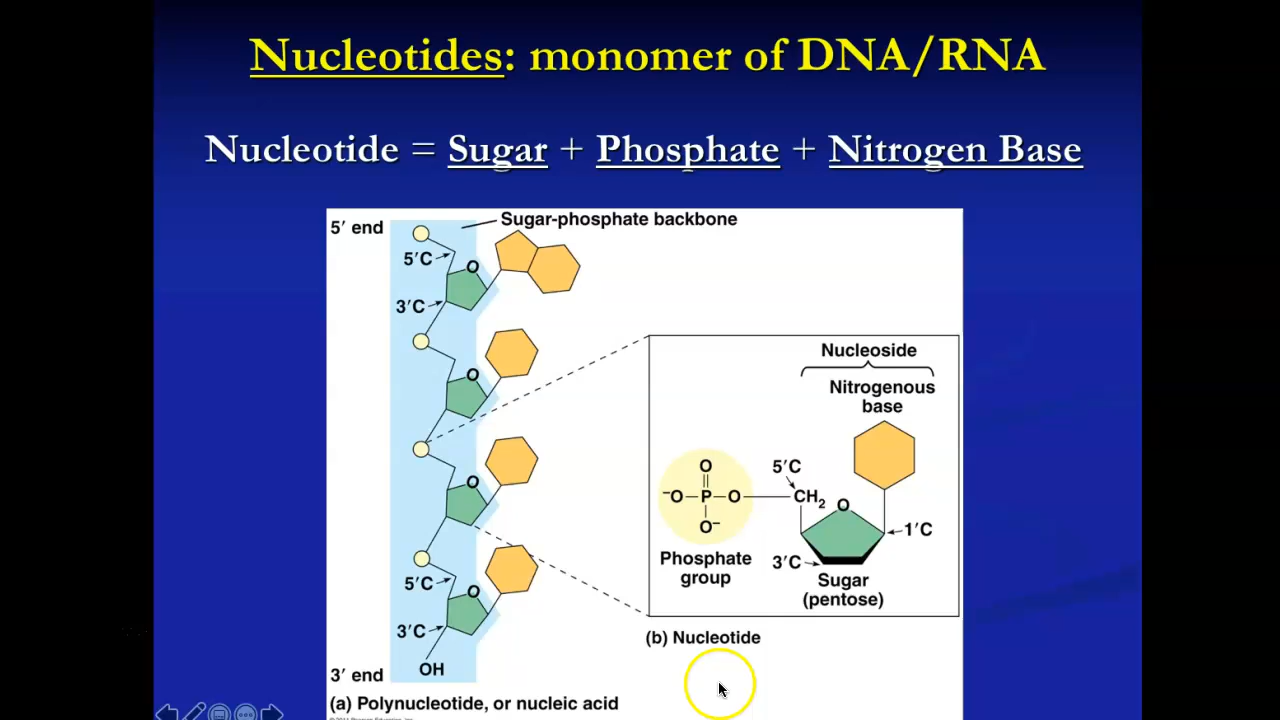 Nucleotides: monomer of DNA/RNA
Nucleotide = Sugar + Phosphate + Nitrogen Base
5′ end
Sugar-phosphate backbone
5′C
O
3′C
O
O
5′C
O
3′C
OH
3′ end
(a) Polynucleotide, or nucleic acid
Nucleoside
Nitrogenous
base
O
5′C
⁻O–P–O
CH₂
O
O⁻
1′C
Phosphate
group
3′C
Sugar
(pentose)
(b) Nucleotide